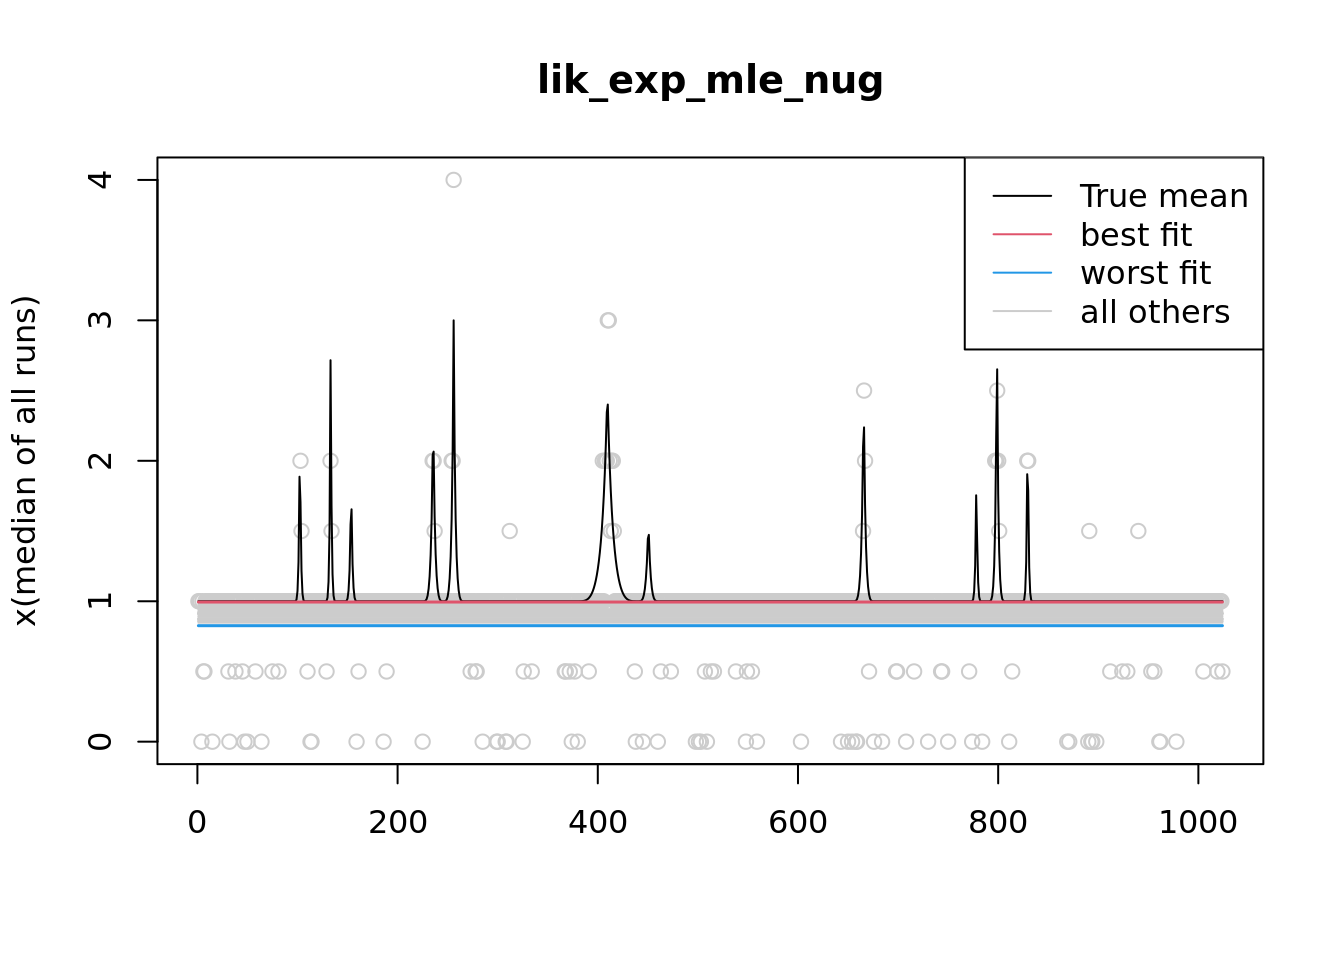 lik_exp_mle_nug
x(median of all runs)
4
3
2
1
0
True mean
best fit
worst fit
all others
0 200 400 600 800 1000